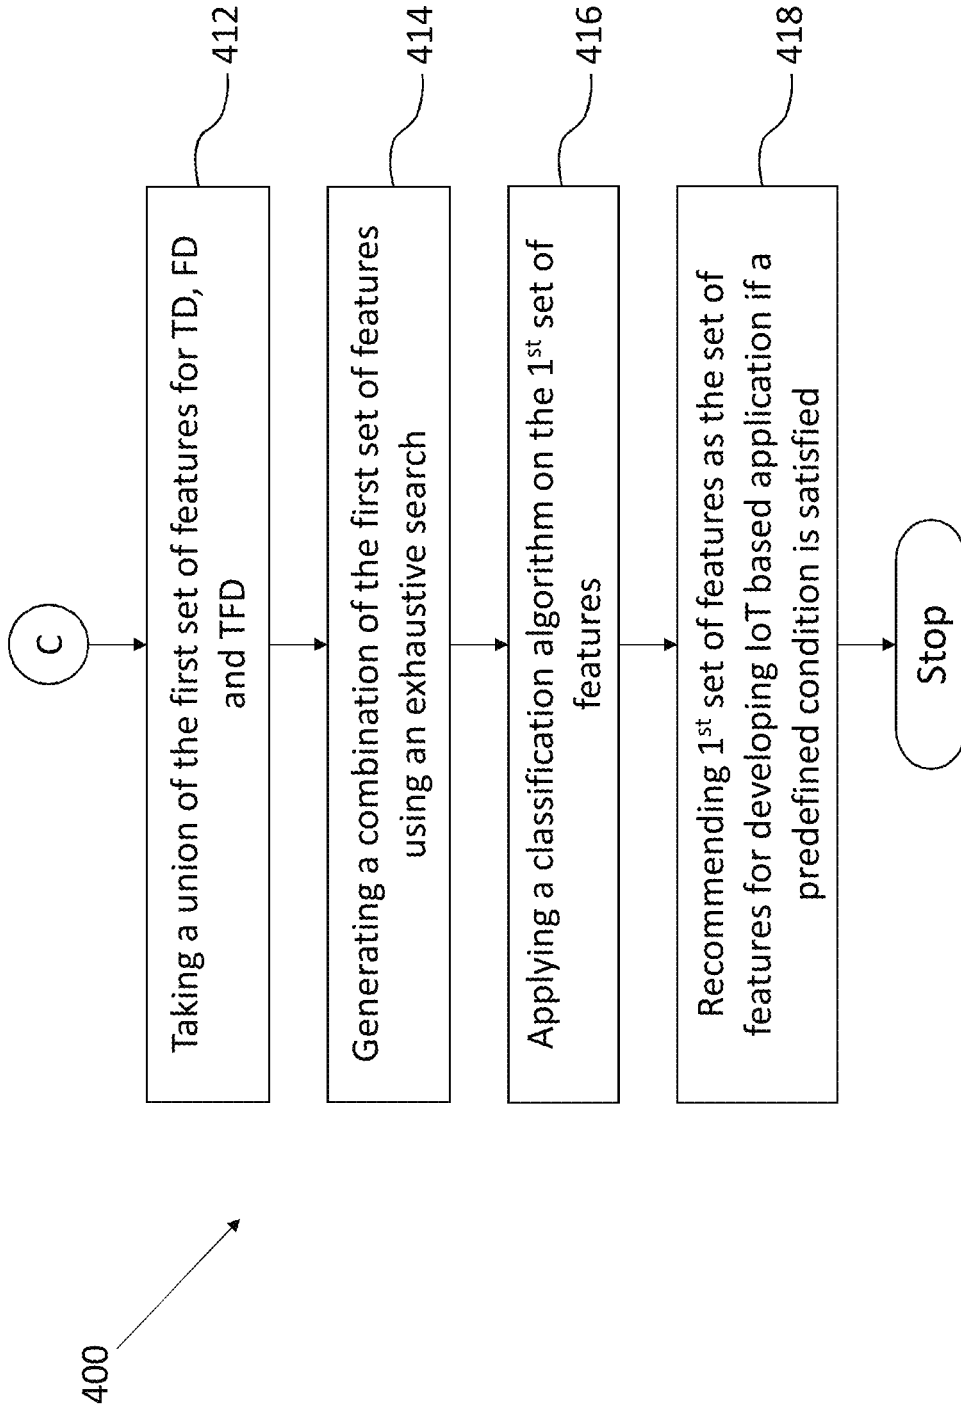 C
Taking a union of the first set of features for TD, FD
and TFD
412
Generating a combination of the first set of features
using an exhaustive search
414
Applying a classification algorithm on the 1st set of
features
416
Recommending 1st set of features as the set of
features for developing IoT based application if a
predefined condition is satisfied
418
Stop
400